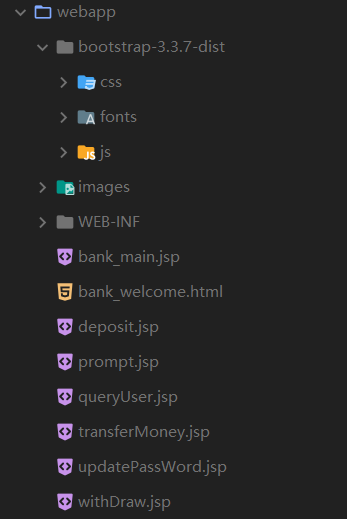 webapp
bootstrap-3.3.7-dist
css
fonts
js
images
WEB-INF
bank_main.jsp
bank_welcome.html
deposit.jsp
prompt.jsp
queryUser.jsp
transferMoney.jsp
updatePassWord.jsp
withDraw.jsp